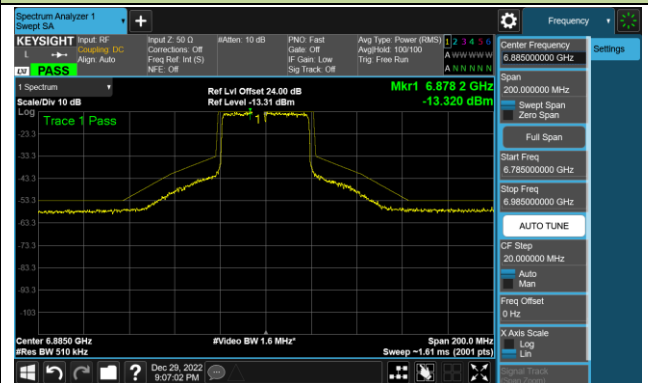 Spectrum Analyzer 1
Swept SA
Frequency
KEYSIGHT
Input: RF
Coupling: DC
Align: Auto
Input Z: 50 Ω
Corrections: Off
Freq Ref: Int (S)
NFE: Off
#Atten: 10 dB
PNO: Fast
Gate: Off
IF Gain: Low
Sig Track: Off
Avg Type: Power (RMS)
Avg|Hold: 100/100
Trig: Free Run
1 2 3 4 5 6
A W W W W W
A N N N N N
L
LXI
PASS
1 Spectrum
Scale/Div 10 dB
Ref Lvl Offset 24.00 dB
Ref Level -13.31 dBm
Mkr1 6.878 2 GHz
-13.320 dBm
Log
Trace 1 Pass
1
-23.3
-33.3
-43.3
-53.3
-63.3
-73.3
-83.3
-93.3
-103
Center 6.8850 GHz
#Res BW 510 kHz
#Video BW 1.6 MHz*
Span 200.0 MHz
Sweep ~1.61 ms (2001 pts)
Dec 29, 2022
9:07:02 PM
Center Frequency
6.885000000 GHz
Settings
Span
200.000000 MHz
Swept Span
Zero Span
Full Span
Start Freq
6.785000000 GHz
Stop Freq
6.985000000 GHz
AUTO TUNE
CF Step
20.000000 MHz
Auto
Man
Freq Offset
0 Hz
X Axis Scale
Log
Lin
Signal Track
(Span Zoom)